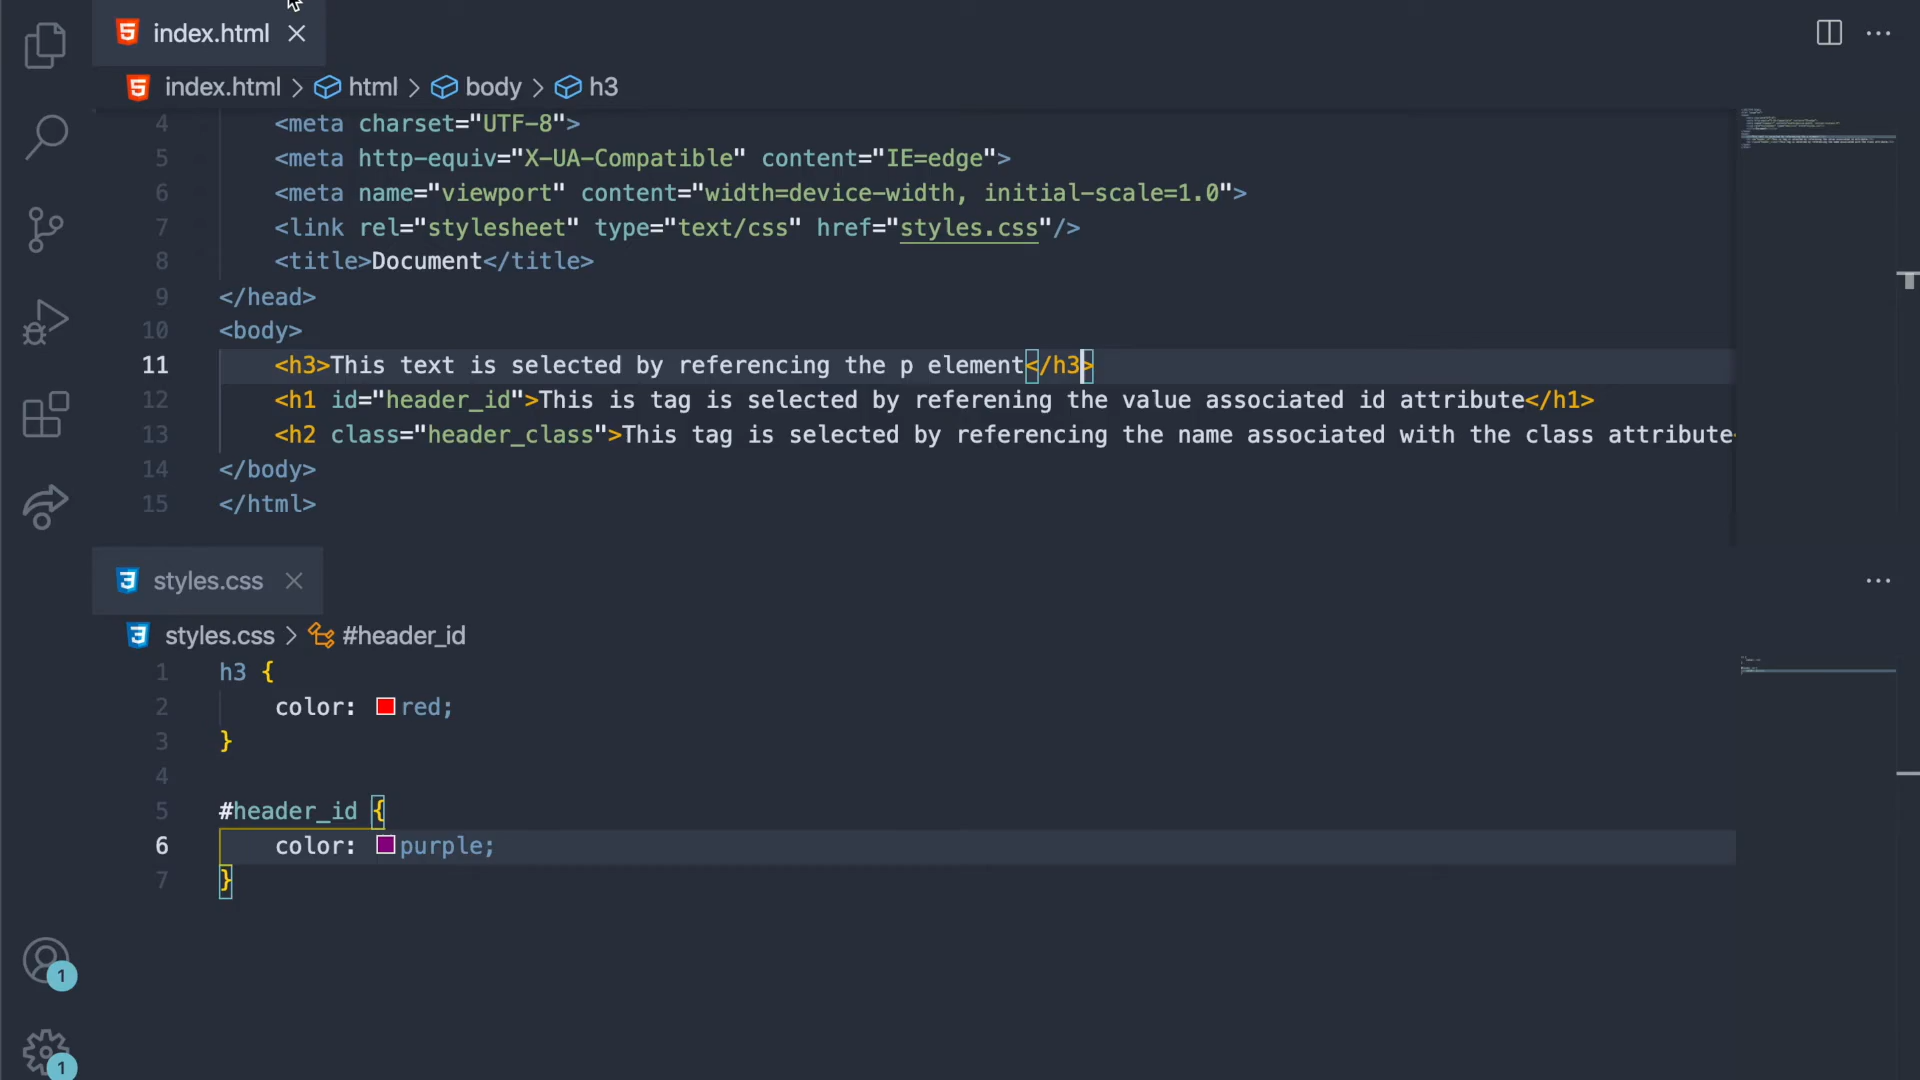 index.html
index.html > html > body > h3
4 <meta charset="UTF-8">
5 <meta http-equiv="X-UA-Compatible" content="IE=edge">
6 <meta name="viewport" content="width=device-width, initial-scale=1.0">
7 <link rel="stylesheet" type="text/css" href="styles.css"/>
8 <title>Document</title>
9 </head>
10 <body>
11 <h3>This text is selected by referencing the p element</h3>
12 <h1 id="header_id">This is tag is selected by referening the value associated id attribute</h1>
13 <h2 class="header_class">This tag is selected by referencing the name associated with the class attribute
14 </body>
15 </html>
styles.css
styles.css > #header_id
1 h3 {
2 color: red;
3 }
4
5 #header_id {
6 color: purple;
7 }
1
1